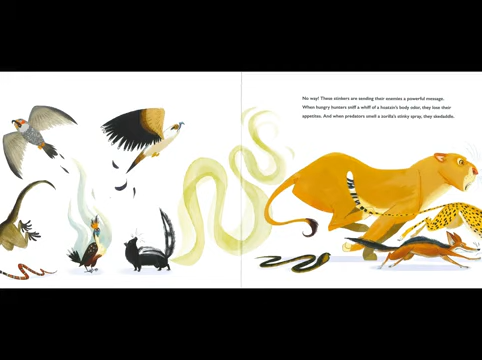 No way! These stinkers are sending their enemies a powerful message.
When hungry hunters sniff a whiff of a hoatzin's body odor, they lose their
appetites. And when predators smell a zorilla's stinky spray, they skedaddle.